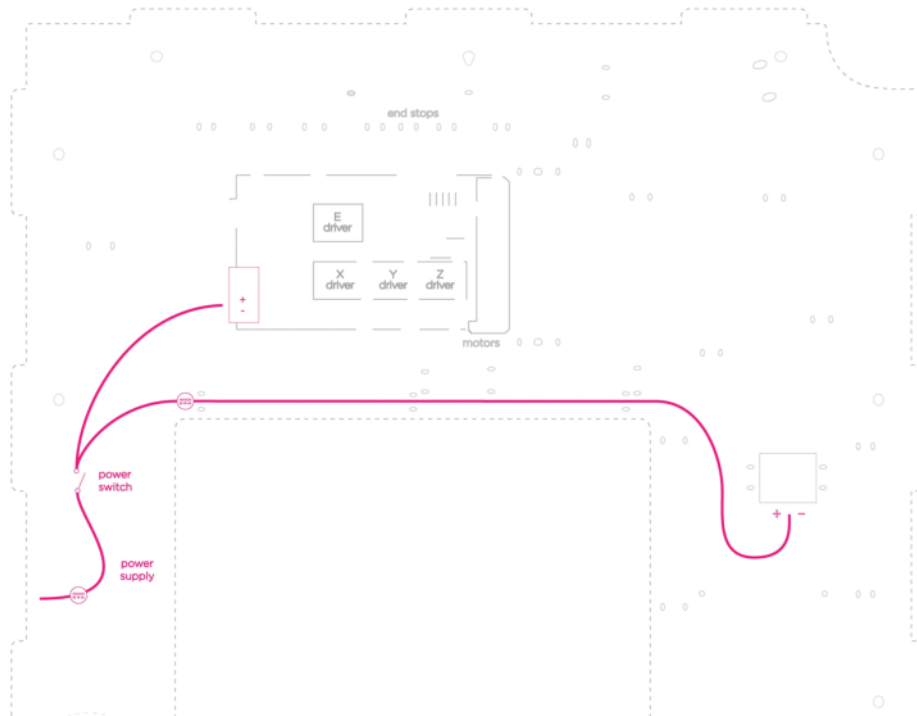 end stops
E
driver
X
driver
Y
driver
Z
driver
+
-
motors
power
switch
+ -
power
supply